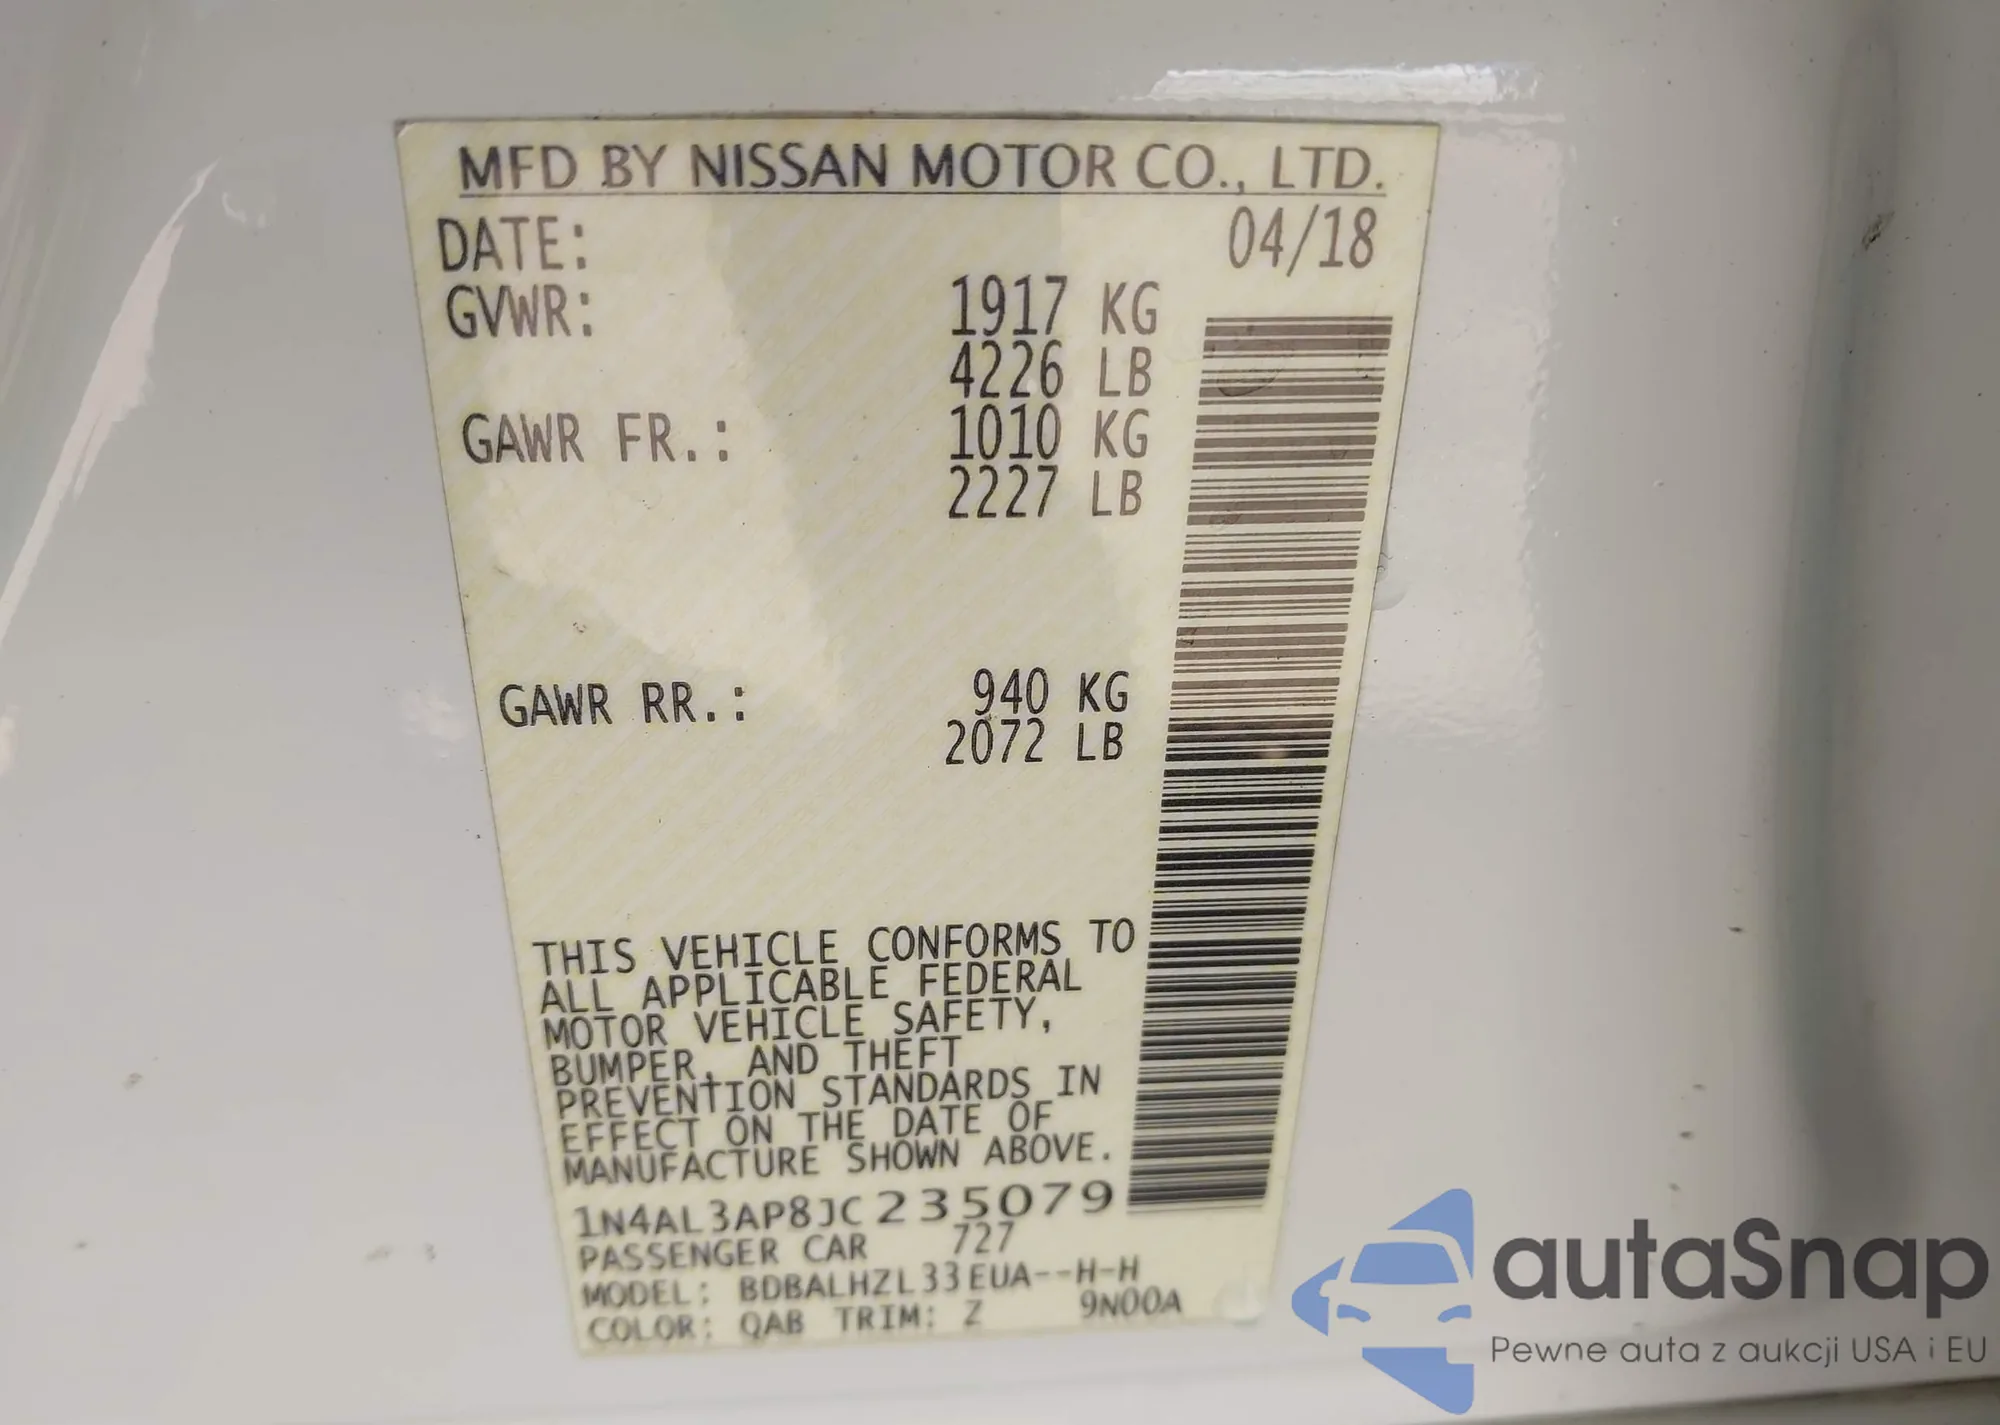 MFD BY NISSAN MOTOR CO., LTD.
DATE: 04/18
GVWR: 1917 KG
4226 LB
GAWR FR.: 1010 KG
2227 LB
GAWR RR.: 940 KG
2072 LB
THIS VEHICLE CONFORMS TO
ALL APPLICABLE FEDERAL
MOTOR VEHICLE SAFETY,
BUMPER, AND THEFT
PREVENTION STANDARDS IN
EFFECT ON THE DATE OF
MANUFACTURE SHOWN ABOVE.
1N4AL3AP8JC235079
PASSENGER CAR 727
MODEL: BDBALHZL33EUA--H-H
COLOR: QAB TRIM: Z 9N00A
autaSnap
Pewne auta z aukcji USA i EU